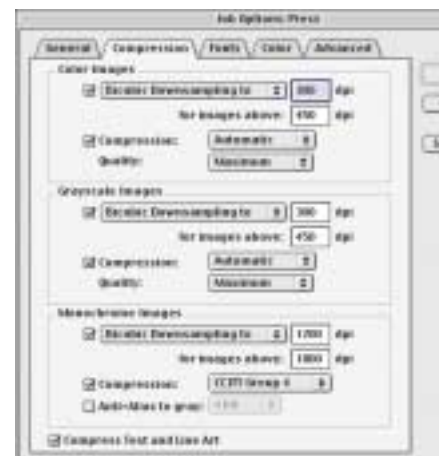 Job Options: Press
General Compression Fonts Color Advanced
Color Images
Bicubic Downsampling to 300 dpi
for images above: 450 dpi
Compression: Automatic
Quality: Maximum
Grayscale Images
Bicubic Downsampling to 300 dpi
for images above: 450 dpi
Compression: Automatic
Quality: Maximum
Monochrome Images
Bicubic Downsampling to 1200 dpi
for images above: 1800 dpi
Compression: CCITT Group 4
Anti-Alias to gray:
Compress Text and Line Art